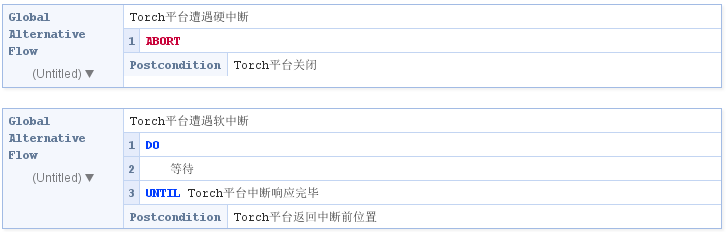 Global Alternative Flow
(Untitled) ▼
Torch平台遭遇硬中断
1 ABORT
Postcondition Torch平台关闭
Global Alternative Flow
(Untitled) ▼
Torch平台遭遇软中断
1 DO
2 等待
3 UNTIL Torch平台中断响应完毕
Postcondition Torch平台返回中断前位置